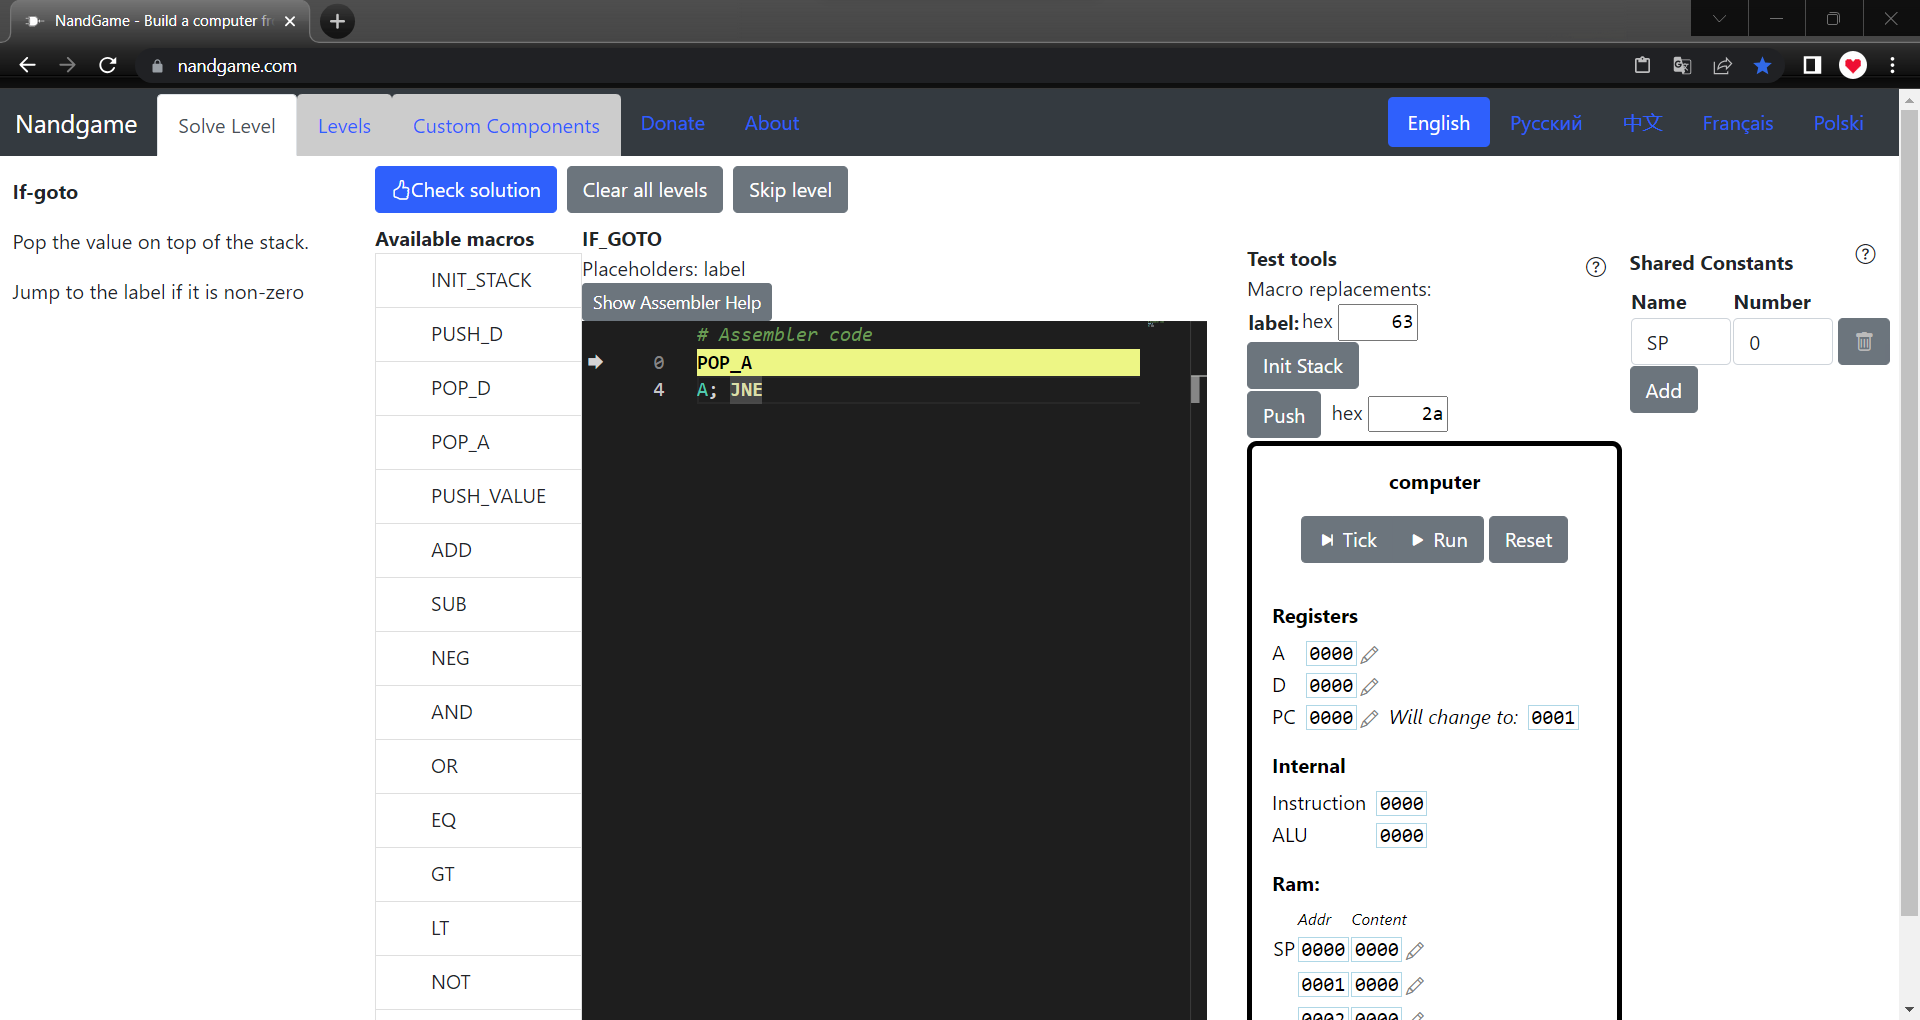 NandGame - Build a computer fr
nandgame.com
Nandgame
Solve Level
Levels
Custom Components
Donate
About
English
Русский
中文
Français
Polski
If-goto
Pop the value on top of the stack.
Jump to the label if it is non-zero
Check solution
Clear all levels
Skip level
Available macros
INIT_STACK
PUSH_D
POP_D
POP_A
PUSH_VALUE
ADD
SUB
NEG
AND
OR
EQ
GT
LT
NOT
IF_GOTO
Placeholders: label
Show Assembler Help
# Assembler code
0 POP_A
4 A; JNE
Test tools
Macro replacements:
label: hex 63
Init Stack
Push hex 2a
computer
Tick
Run
Reset
Registers
A 0000
D 0000
PC 0000 Will change to: 0001
Internal
Instruction 0000
ALU 0000
Ram:
Addr Content
SP 0000 0000
0001 0000
0002 0000
Shared Constants
Name Number
SP 0
Add